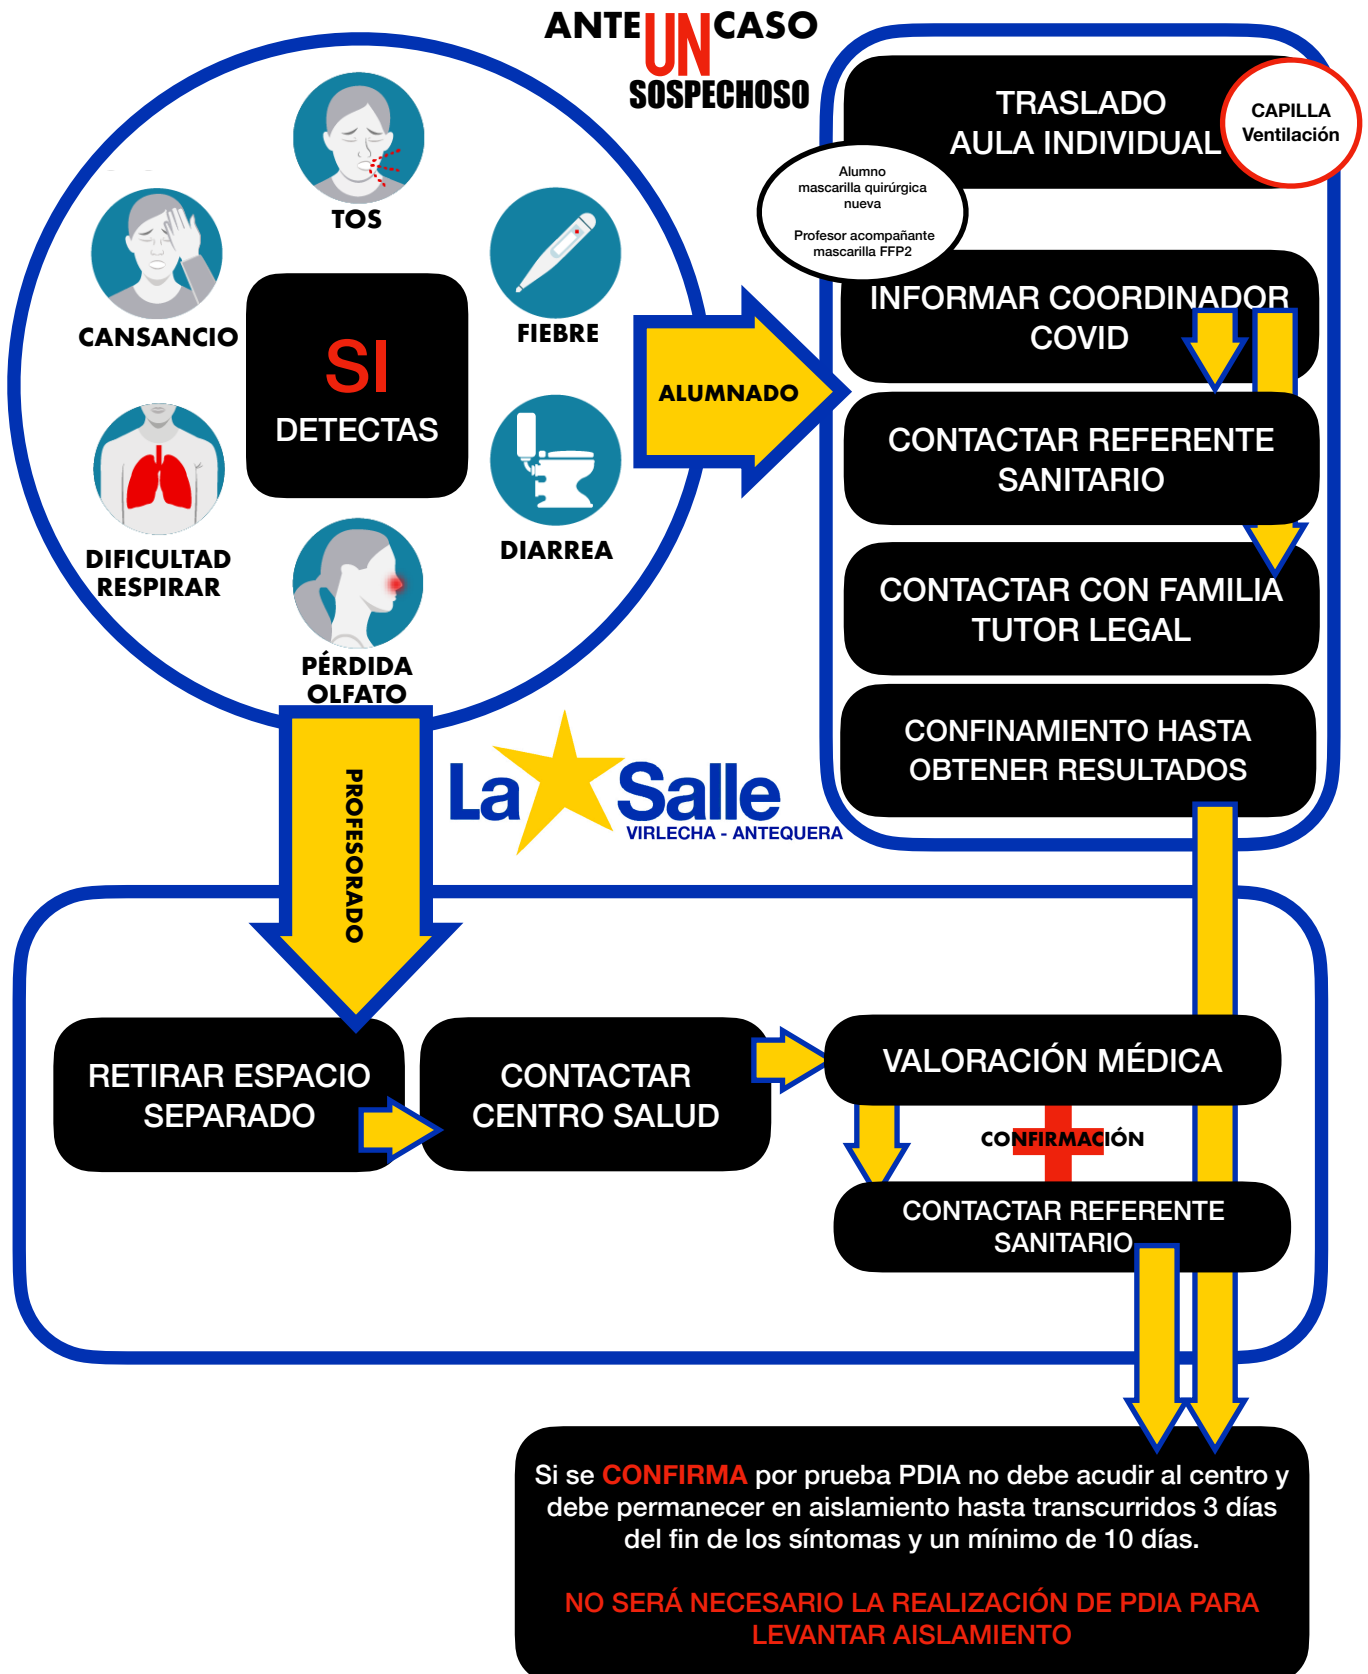 ANTE UN CASO
SOSPECHOSO
TOS
CANSANCIO
FIEBRE
SI
DETECTAS
DIFICULTAD
RESPIRAR
DIARREA
PÉRDIDA
OLFATO
ALUMNADO
TRASLADO
AULA INDIVIDUAL
CAPILLA
Ventilación
Alumno
mascarilla quirúrgica
nueva
Profesor acompañante
mascarilla FFP2
INFORMAR COORDINADOR
COVID
CONTACTAR REFERENTE
SANITARIO
CONTACTAR CON FAMILIA
TUTOR LEGAL
CONFINAMIENTO HASTA
OBTENER RESULTADOS
PROFESORADO
La Salle
VIRLECHA - ANTEQUERA
RETIRAR ESPACIO
SEPARADO
CONTACTAR
CENTRO SALUD
VALORACIÓN MÉDICA
CONFIRMACIÓN
CONTACTAR REFERENTE
SANITARIO
Si se CONFIRMA por prueba PDIA no debe acudir al centro y
debe permanecer en aislamiento hasta transcurridos 3 días
del fin de los síntomas y un mínimo de 10 días.
NO SERÁ NECESARIO LA REALIZACIÓN DE PDIA PARA
LEVANTAR AISLAMIENTO